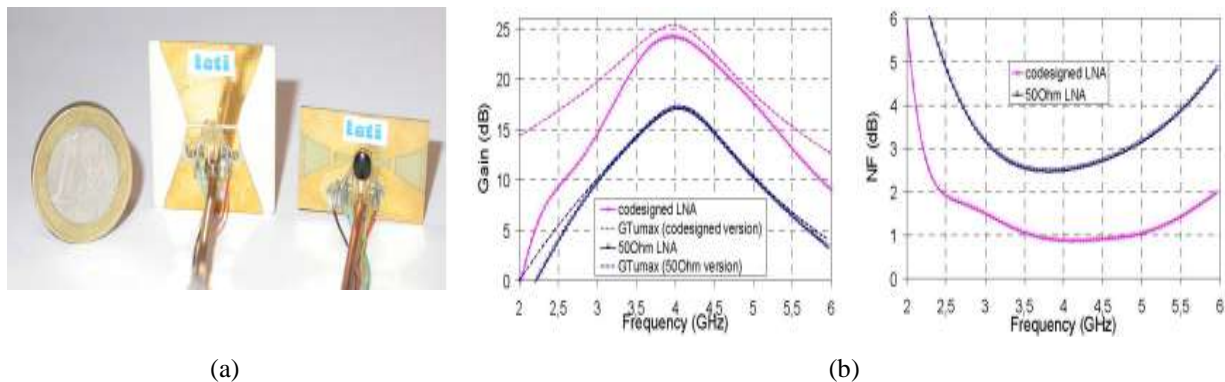 leti
leti
25
20
15
10
5
0
Gain (dB)
codesigned LNA
GTumax (codesigned version)
50Ohm LNA
GTumax (50Ohm version)
2 2,5 3 3,5 4 4,5 5 5,5 6
Frequency (GHz)
6
5
4
3
2
1
0
NF (dB)
codesigned LNA
50Ohm LNA
2 2,5 3 3,5 4 4,5 5 5,5 6
Frequency (GHz)
(a)
(b)